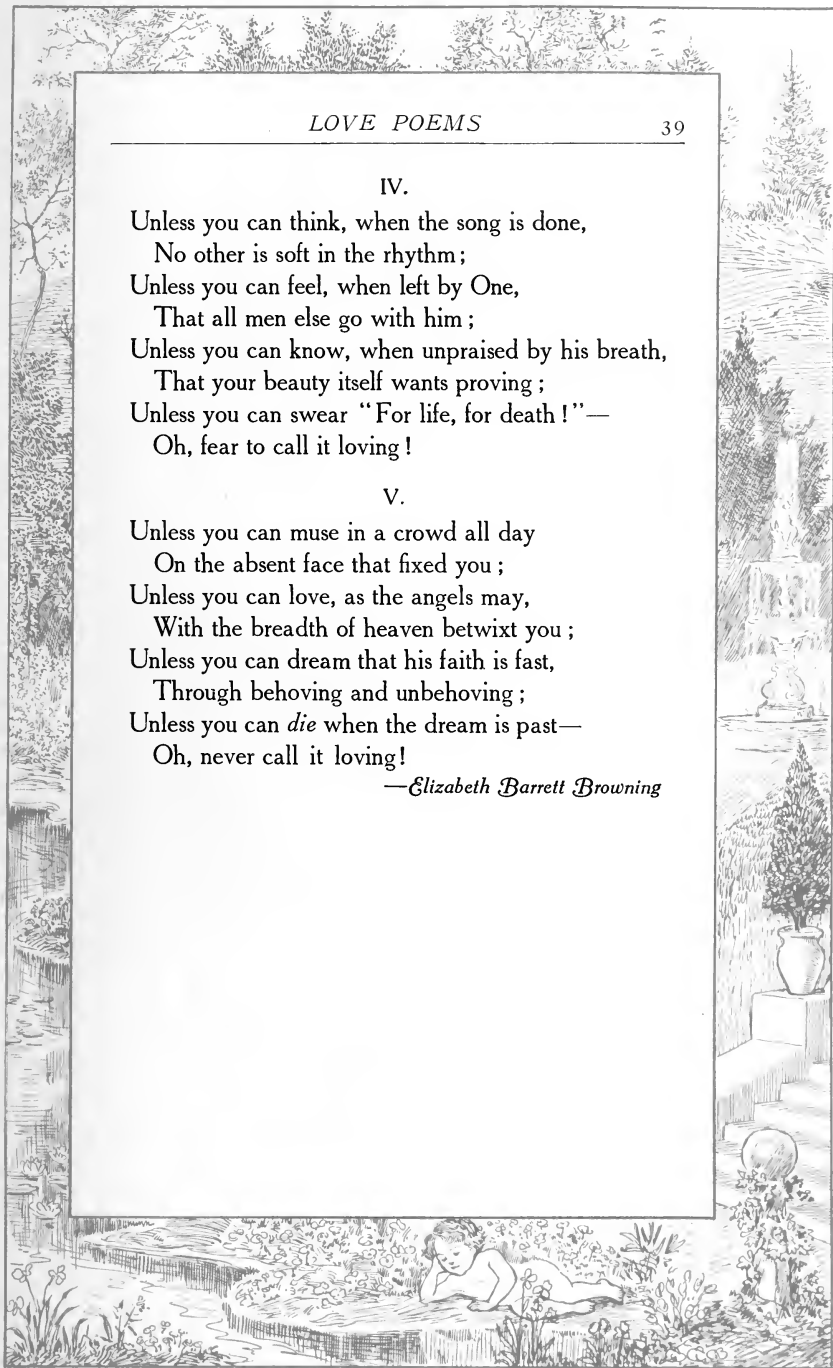 LOVE POEMS 39
IV.
Unless you can think, when the song is done,
No other is soft in the rhythm;
Unless you can feel, when left by One,
That all men else go with him;
Unless you can know, when unpraised by his breath,
That your beauty itself wants proving;
Unless you can swear "For life, for death!"—
Oh, fear to call it loving!
V.
Unless you can muse in a crowd all day
On the absent face that fixed you;
Unless you can love, as the angels may,
With the breadth of heaven betwixt you;
Unless you can dream that his faith is fast,
Through behoving and unbehoving;
Unless you can die when the dream is past—
Oh, never call it loving!
—Elizabeth Barrett Browning